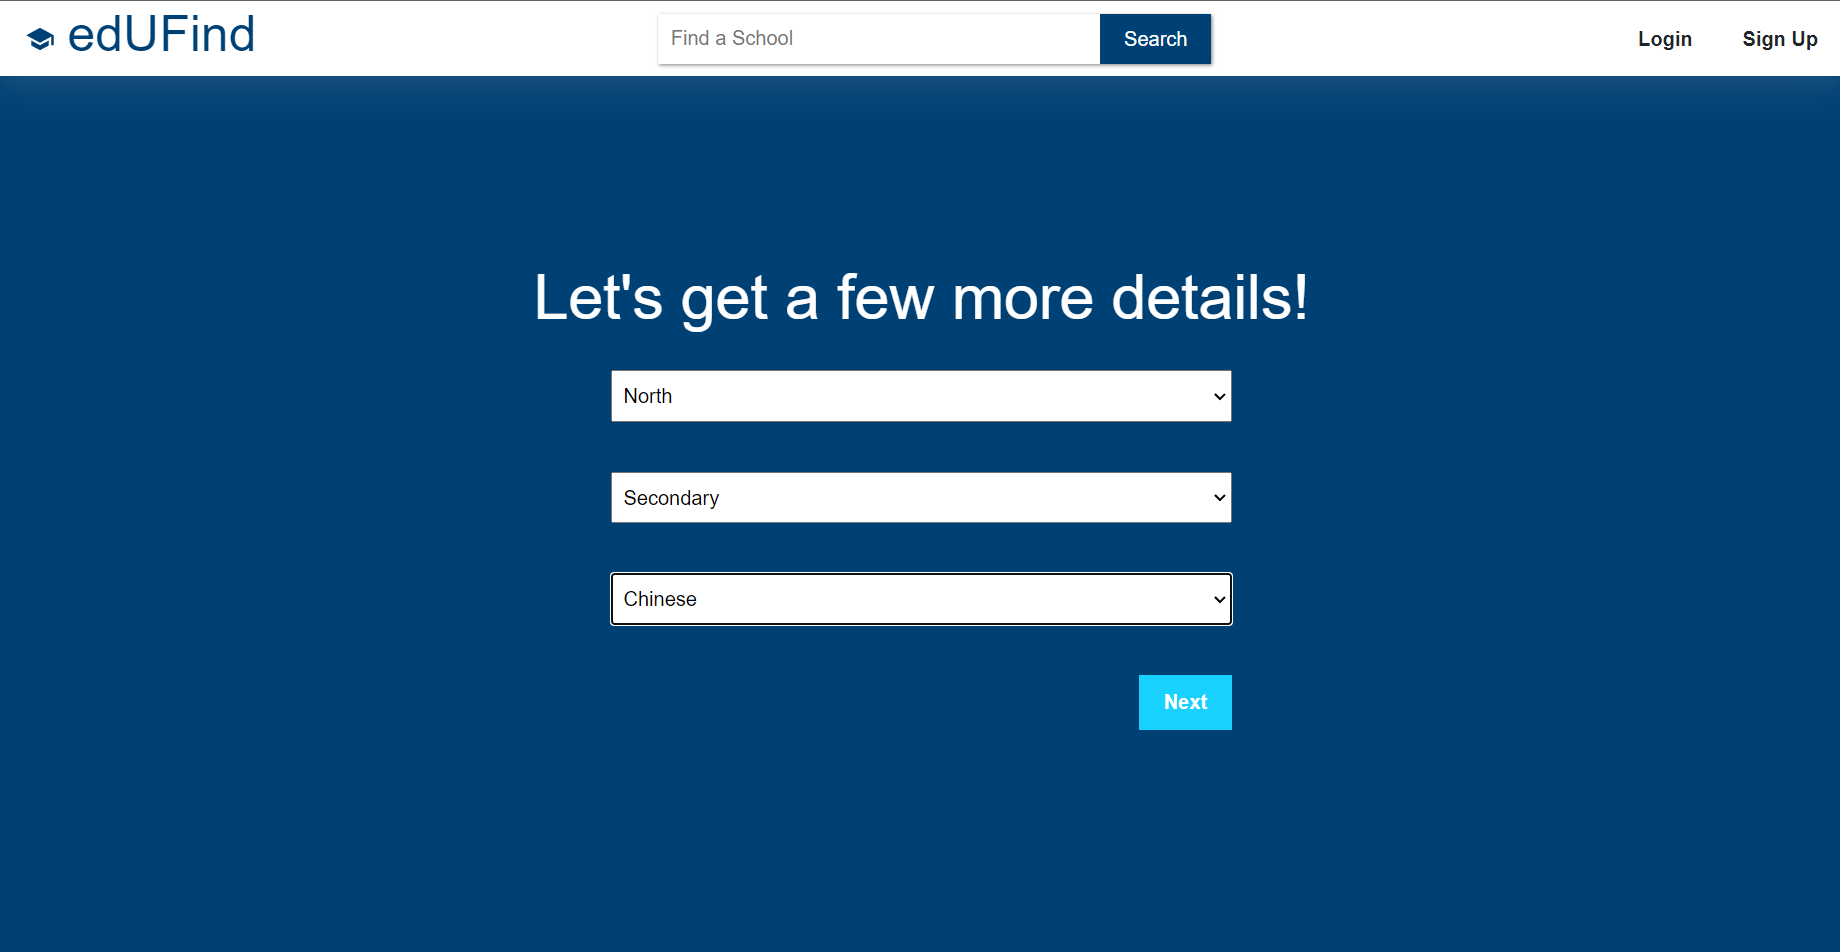 edUFind
Find a School
Search
Login
Sign Up
Let's get a few more details!
North
Secondary
Chinese
Next